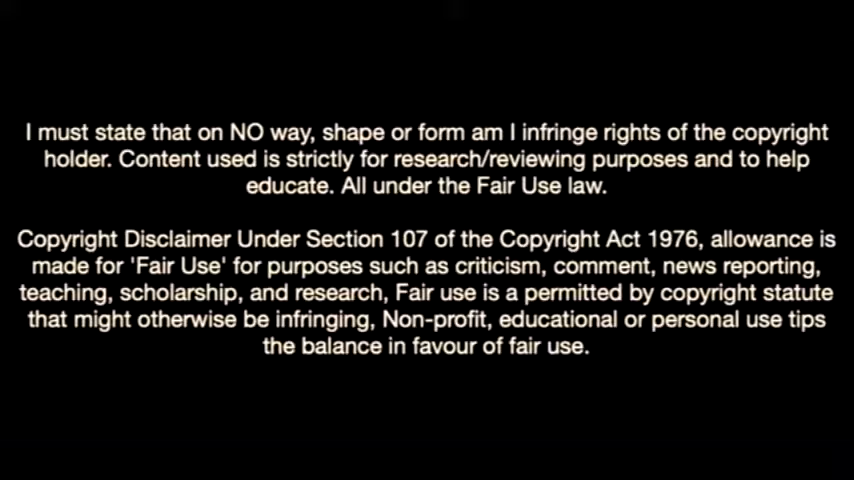 I must state that on NO way, shape or form am I infringe rights of the copyright
holder. Content used is strictly for research/reviewing purposes and to help
educate. All under the Fair Use law.
Copyright Disclaimer Under Section 107 of the Copyright Act 1976, allowance is
made for 'Fair Use' for purposes such as criticism, comment, news reporting,
teaching, scholarship, and research, Fair use is a permitted by copyright statute
that might otherwise be infringing, Non-profit, educational or personal use tips
the balance in favour of fair use.